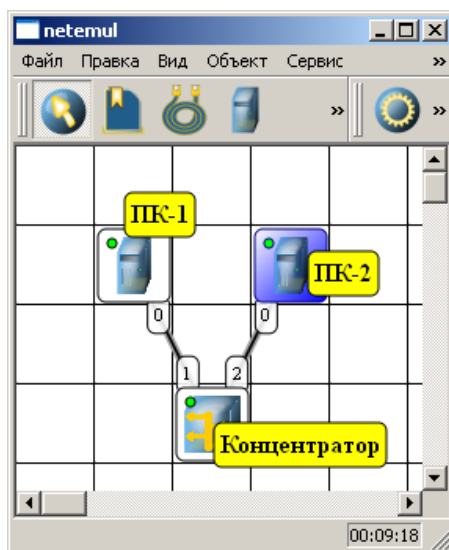 netemul
Файл Правка Вид Объект Сервис »
» »
ПК-1
ПК-2
0 0
1 2
Концентратор
00:09:18